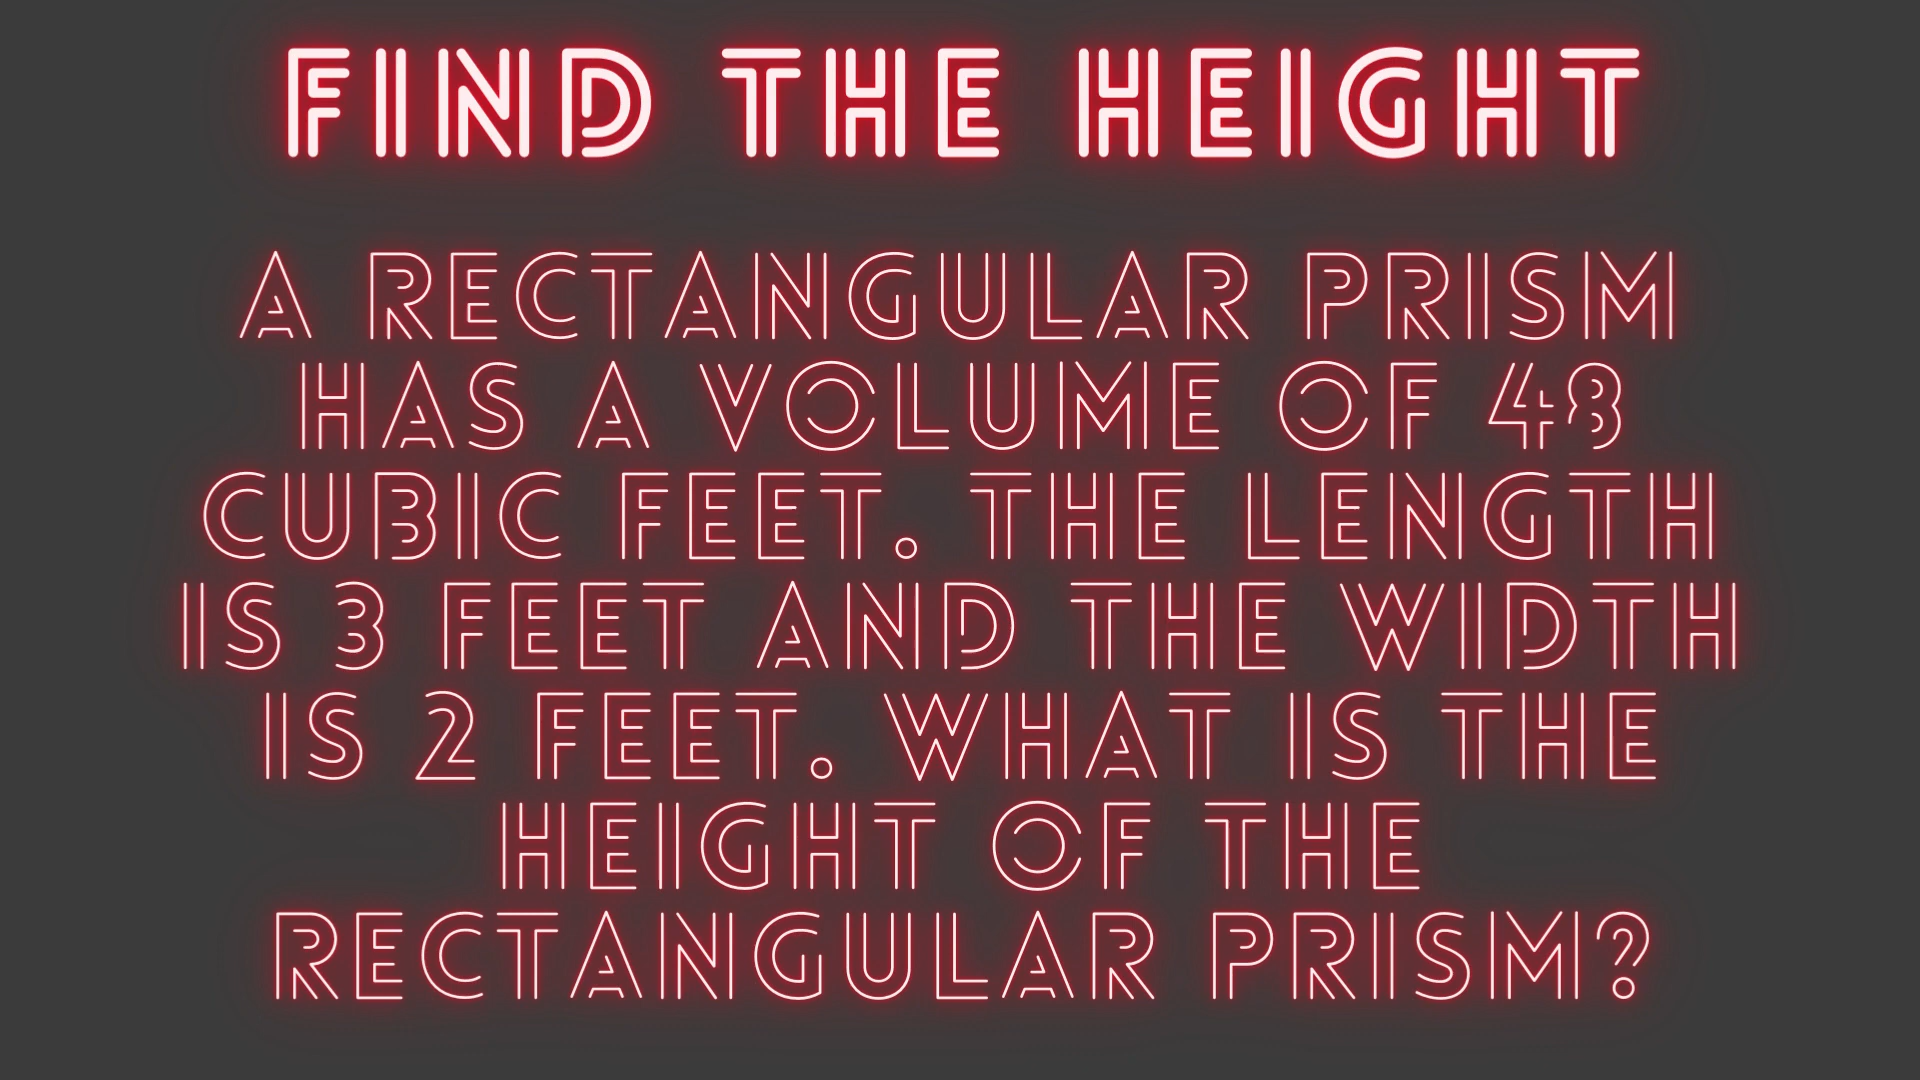 FIND THE HEIGHT
A RECTANGULAR PRISM
HAS A VOLUME OF 48
CUBIC FEET. THE LENGTH
IS 3 FEET AND THE WIDTH
IS 2 FEET. WHAT IS THE
HEIGHT OF THE
RECTANGULAR PRISM?